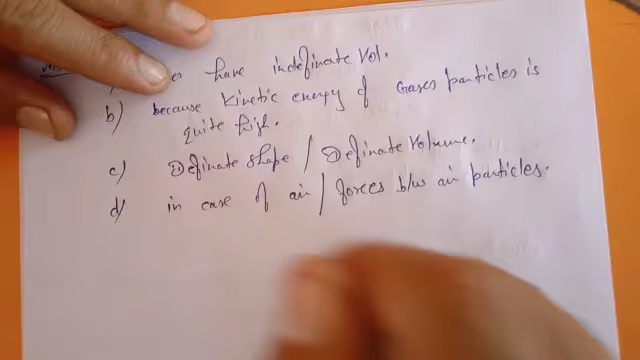 have indefinate Vol.
b) because kinetic energy of Gases particles is
quite high.
c) Definate shape / Definate Volume.
d) in case of air / forces b/w air particles.